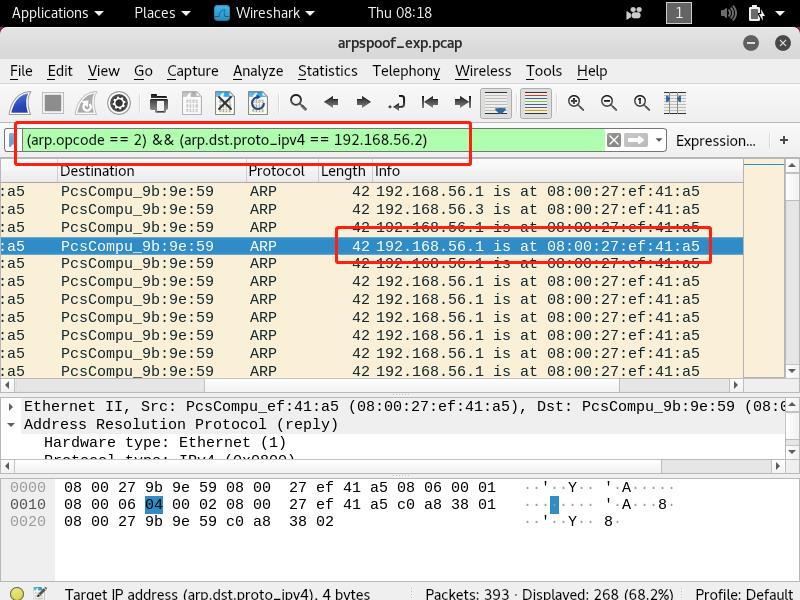 Applications Places Wireshark Thu 08:18 1
arpspoof_exp.pcap
File Edit View Go Capture Analyze Statistics Telephony Wireless Tools Help
(arp.opcode == 2) && (arp.dst.proto_ipv4 == 192.168.56.2) Expression... +
Destination Protocol Length Info
:a5 PcsCompu_9b:9e:59 ARP 42 192.168.56.1 is at 08:00:27:ef:41:a5
:a5 PcsCompu_9b:9e:59 ARP 42 192.168.56.3 is at 08:00:27:ef:41:a5
:a5 PcsCompu_9b:9e:59 ARP 42 192.168.56.1 is at 08:00:27:ef:41:a5
:a5 PcsCompu_9b:9e:59 ARP 42 192.168.56.1 is at 08:00:27:ef:41:a5
:a5 PcsCompu_9b:9e:59 ARP 42 192.168.56.1 is at 08:00:27:ef:41:a5
:a5 PcsCompu_9b:9e:59 ARP 42 192.168.56.1 is at 08:00:27:ef:41:a5
:a5 PcsCompu_9b:9e:59 ARP 42 192.168.56.1 is at 08:00:27:ef:41:a5
:a5 PcsCompu_9b:9e:59 ARP 42 192.168.56.1 is at 08:00:27:ef:41:a5
:a5 PcsCompu_9b:9e:59 ARP 42 192.168.56.1 is at 08:00:27:ef:41:a5
:a5 PcsCompu_9b:9e:59 ARP 42 192.168.56.1 is at 08:00:27:ef:41:a5
:a5 PcsCompu_9b:9e:59 ARP 42 192.168.56.1 is at 08:00:27:ef:41:a5
Ethernet II, Src: PcsCompu_ef:41:a5 (08:00:27:ef:41:a5), Dst: PcsCompu_9b:9e:59 (08:0
Address Resolution Protocol (reply)
Hardware type: Ethernet (1)
Protocol type: IPv4 (0x0800)
0000 08 00 27 9b 9e 59 08 00 27 ef 41 a5 08 06 00 01 ··'··Y·· '·A·····
0010 08 00 06 04 00 02 08 00 27 ef 41 a5 c0 a8 38 01 ········ '·A···8·
0020 08 00 27 9b 9e 59 c0 a8 38 02 ··'··Y·· 8·
Target IP address (arp.dst.proto_ipv4), 4 bytes Packets: 393 · Displayed: 268 (68.2%) Profile: Default